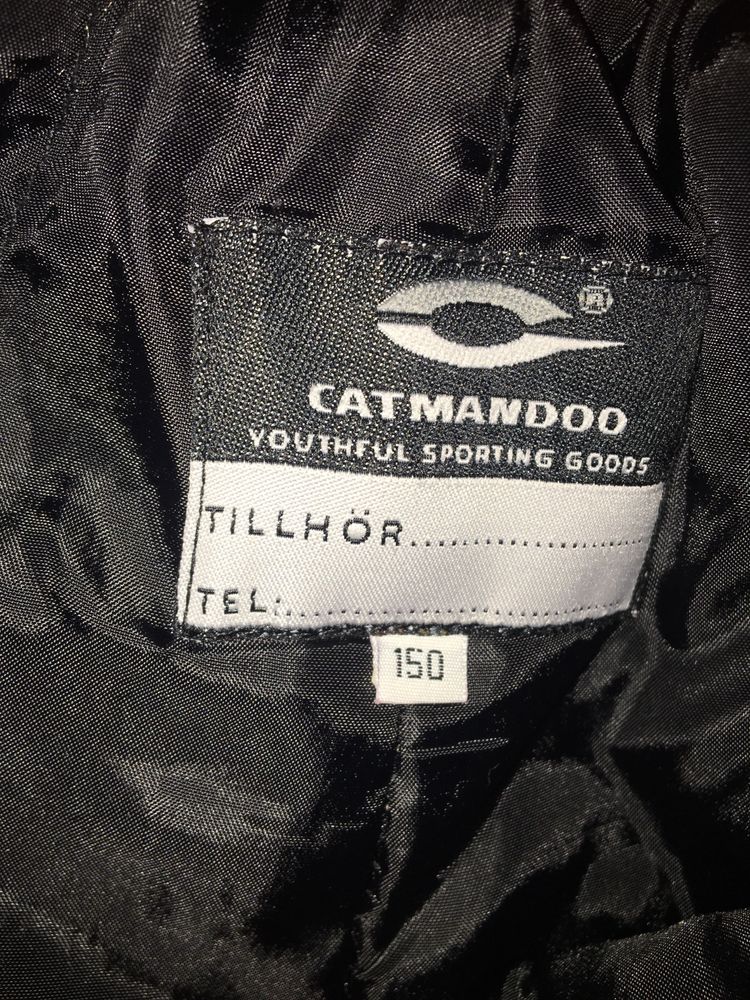 ®
CATMANDOO
YOUTHFUL SPORTING GOODS
TILLHÖR..............................
TEL:.......................................
150